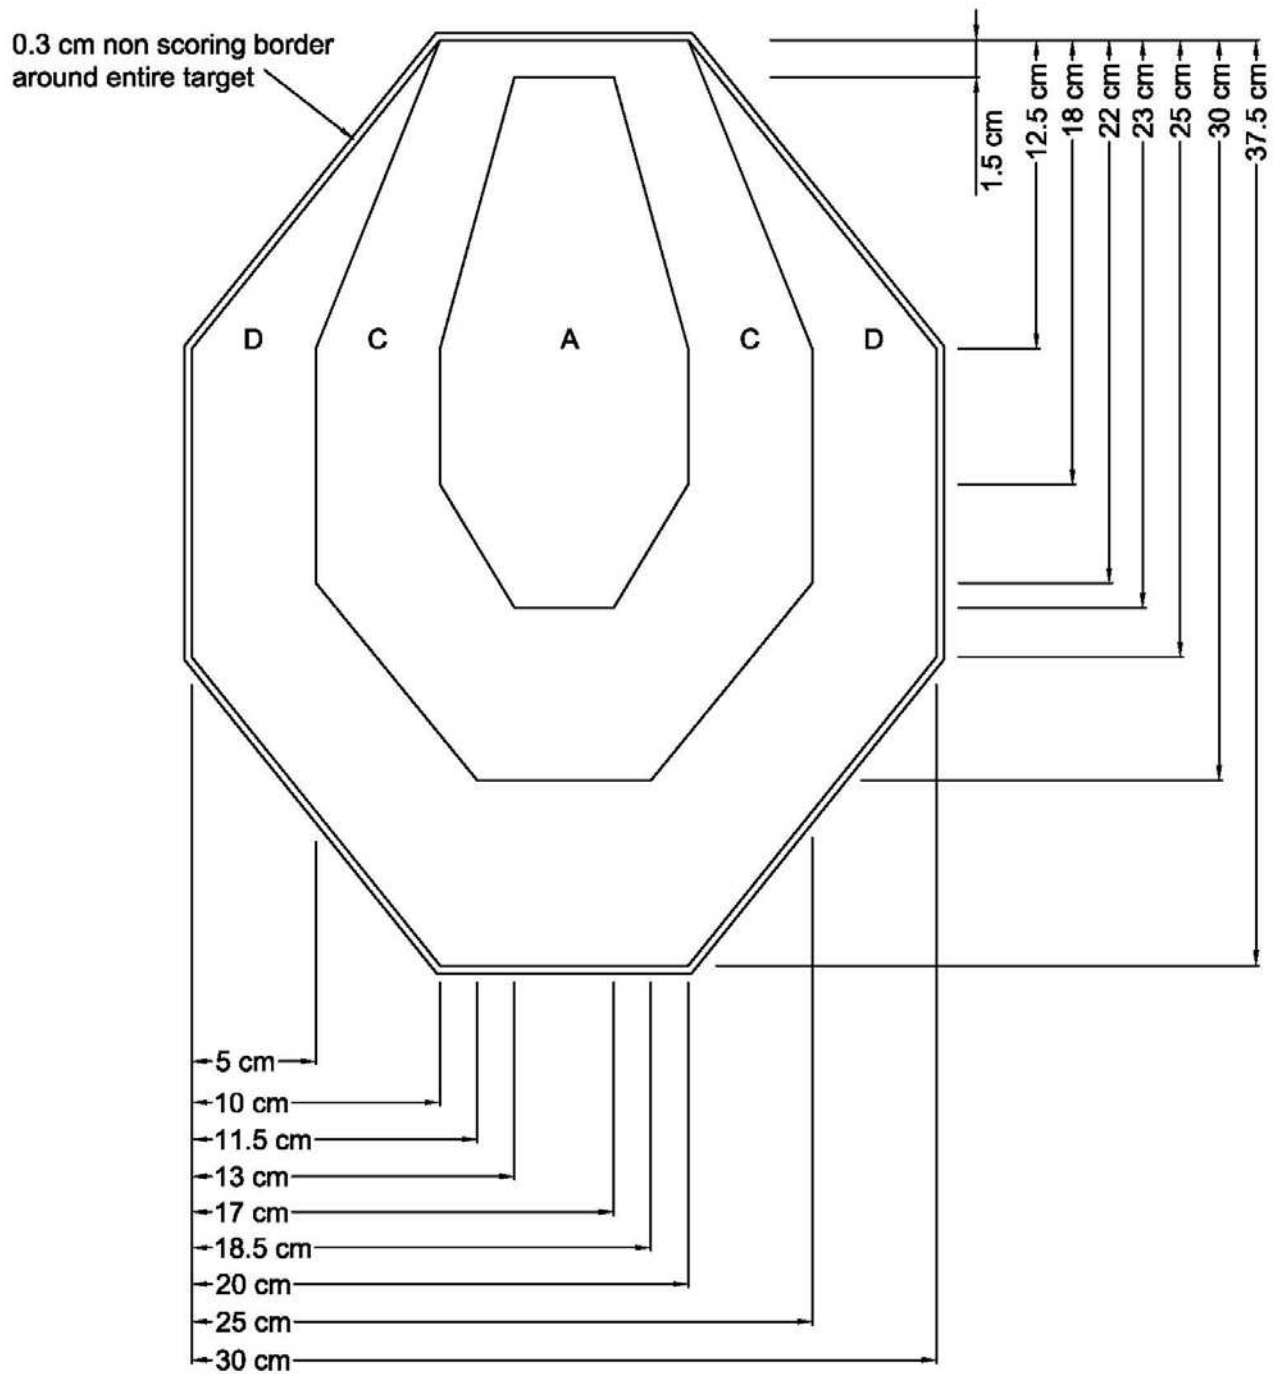 0.3 cm non scoring border
around entire target
1.5 cm
12.5 cm
18 cm
22 cm
23 cm
25 cm
30 cm
37.5 cm
D
C
A
C
D
5 cm
10 cm
11.5 cm
13 cm
17 cm
18.5 cm
20 cm
25 cm
30 cm